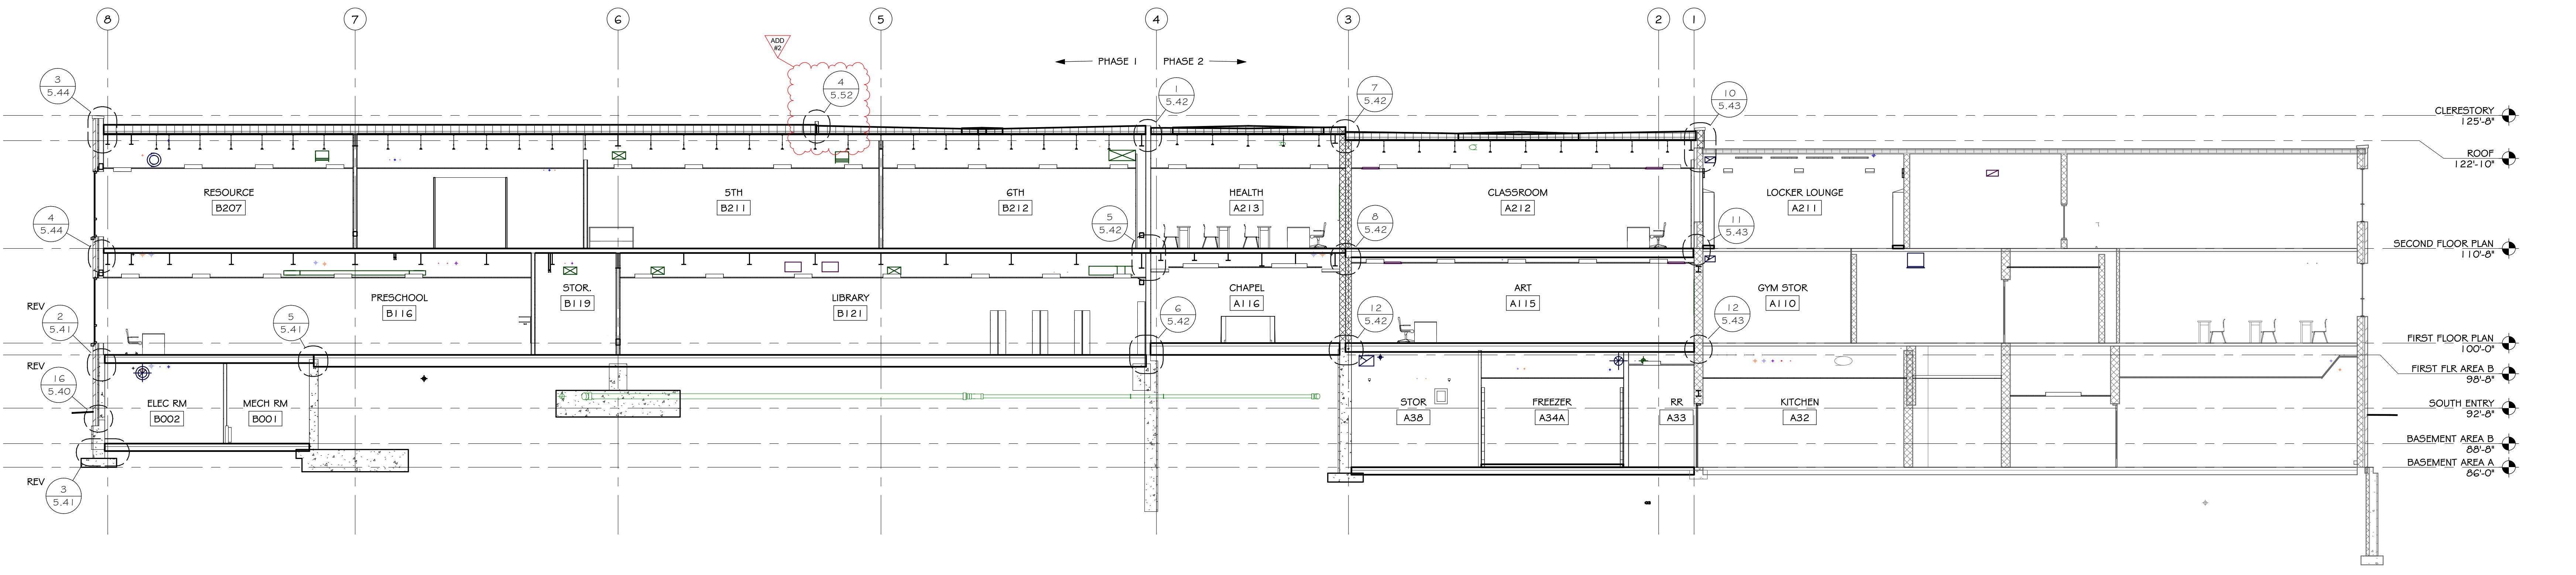 8
7
6
5
4
3
2
1
ADD
#2
PHASE 1
PHASE 2
3
5.44
4
5.52
1
5.42
7
5.42
10
5.43
CLERESTORY
125'-8"
ROOF
122'-10"
RESOURCE
B207
5TH
B211
6TH
B212
HEALTH
A213
CLASSROOM
A212
LOCKER LOUNGE
A211
4
5.44
5
5.42
8
5.42
11
5.43
SECOND FLOOR PLAN
110'-8"
PRESCHOOL
B116
STOR.
B119
LIBRARY
B121
CHAPEL
A116
ART
A115
GYM STOR
A110
REV
2
5.41
5
5.41
6
5.42
12
5.42
12
5.43
FIRST FLOOR PLAN
100'-0"
REV
FIRST FLR AREA B
98'-8"
16
5.40
ELEC RM
B002
MECH RM
B001
STOR
A38
FREEZER
A34A
RR
A33
KITCHEN
A32
SOUTH ENTRY
92'-8"
BASEMENT AREA B
88'-8"
BASEMENT AREA A
86'-0"
REV
3
5.41